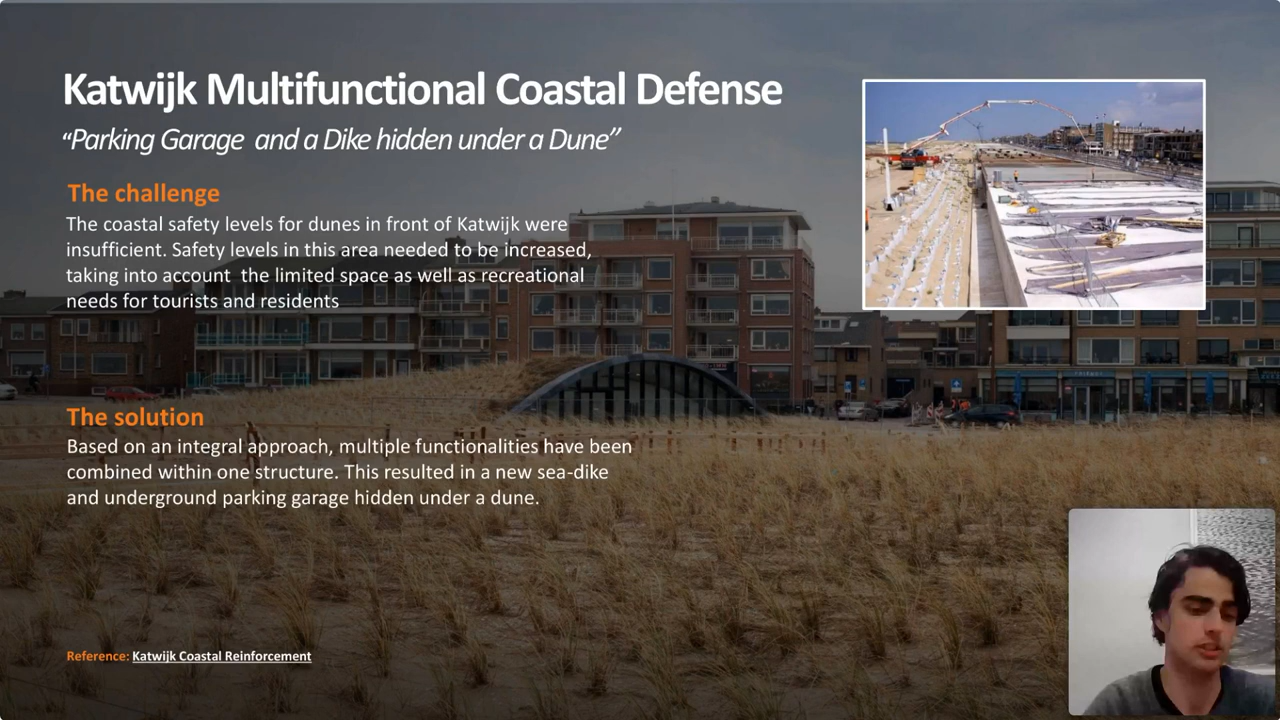 Katwijk Multifunctional Coastal Defense
“Parking Garage  and a Dike hidden under a Dune”
The challenge
The coastal safety levels for dunes in front of Katwijk were
insufficient. Safety levels in this area needed to be increased,
taking into account  the limited space as well as recreational
needs for tourists and residents
The solution
Based on an integral approach, multiple functionalities have been
combined within one structure. This resulted in a new sea-dike
and underground parking garage hidden under a dune.
Reference: Katwijk Coastal Reinforcement